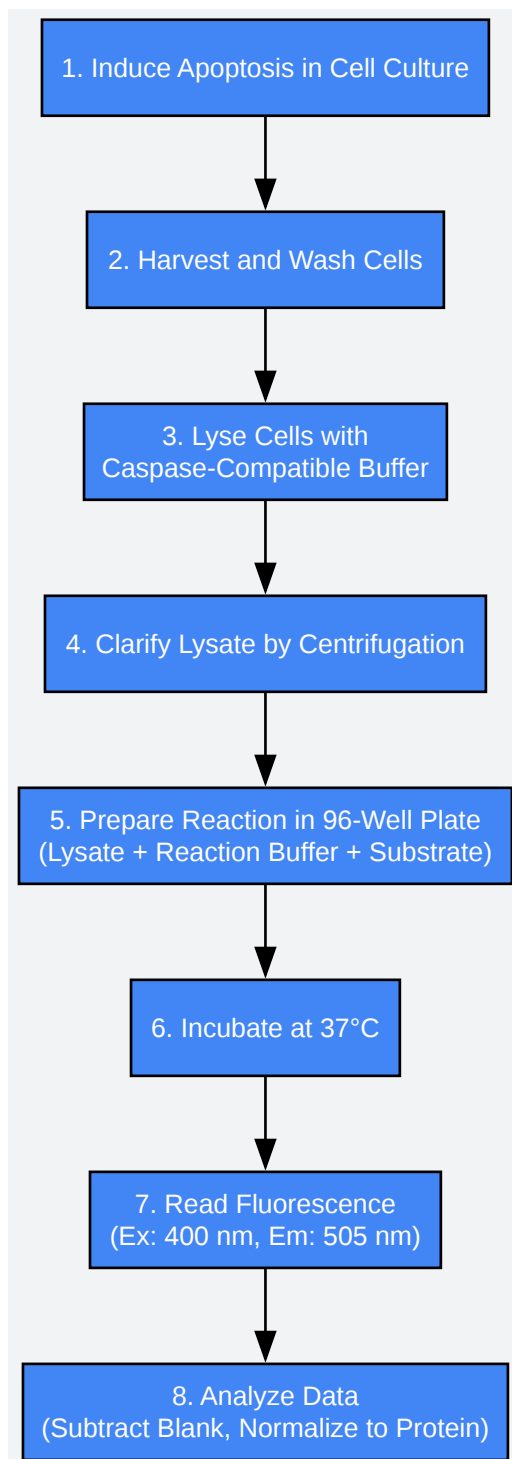 1. Induce Apoptosis in Cell Culture
2. Harvest and Wash Cells
3. Lyse Cells with
Caspase-Compatible Buffer
4. Clarify Lysate by Centrifugation
5. Prepare Reaction in 96-Well Plate
(Lysate + Reaction Buffer + Substrate)
6. Incubate at 37°C
7. Read Fluorescence
(Ex: 400 nm, Em: 505 nm)
8. Analyze Data
(Subtract Blank, Normalize to Protein)